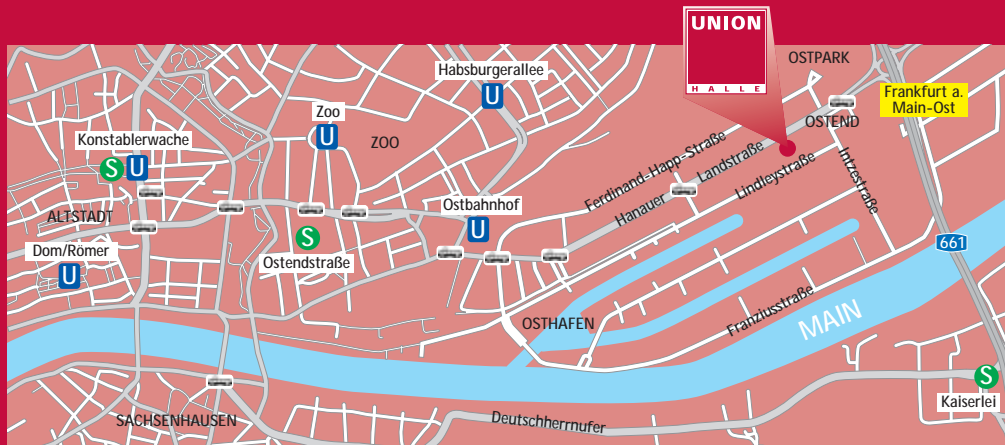 UNION
HALLE
OSTPARK
Habsburgerallee
U
Frankfurt a.
Main-Ost
Zoo
U
ZOO
OSTEND
Konstablerwache
S U
Ferdinand-Happ-Straße
Hanauer Landstraße
Lindleystraße
Intzestraße
ALTSTADT
Ostbahnhof
U
Dom/Römer
U
S
Ostendstraße
661
OSTHAFEN
Franziusstraße
MAIN
S
Kaiserlei
SACHSENHAUSEN
Deutschherrnufer